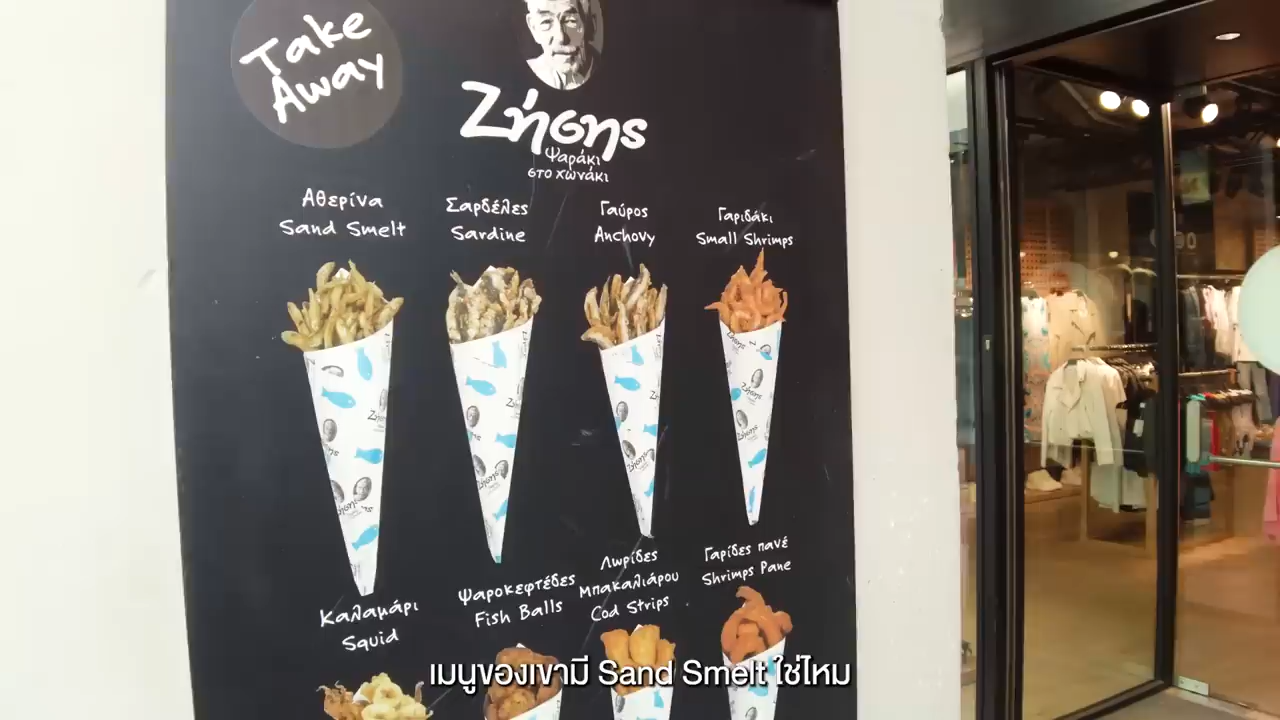 Take
Away
Ζήσης
Ψαράκι
στο χωνάκι
Αθερίνα
Sand Smelt
Σαρδέλες
Sardine
Γαύρος
Anchovy
Γαριδάκι
Small Shrimps
Καλαμάρι
Squid
Ψαροκεφτέδες
Fish Balls
Λωρίδες
Μπακαλιάρου
Cod Strips
Γαρίδες πανέ
Shrimps Pane
เมนูของเขามี Sand Smelt ใช่ไหม